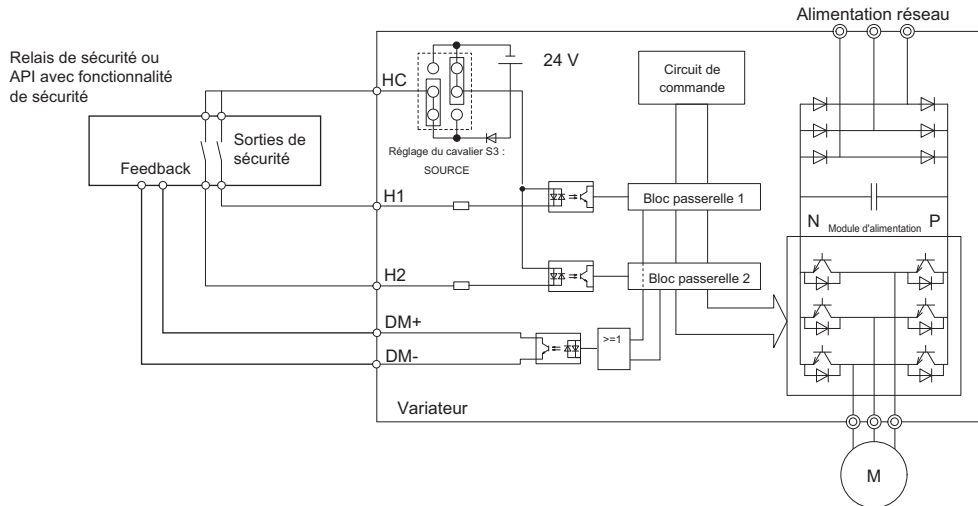 Alimentation réseau
Relais de sécurité ou
API avec fonctionnalité
de sécurité
HC
24 V
Circuit de
commande
Sorties de
sécurité
Feedback
Réglage du cavalier S3 :
SOURCE
H1
Bloc passerelle 1
N
P
Module d'alimentation
H2
Bloc passerelle 2
DM+
>=1
DM-
Variateur
M